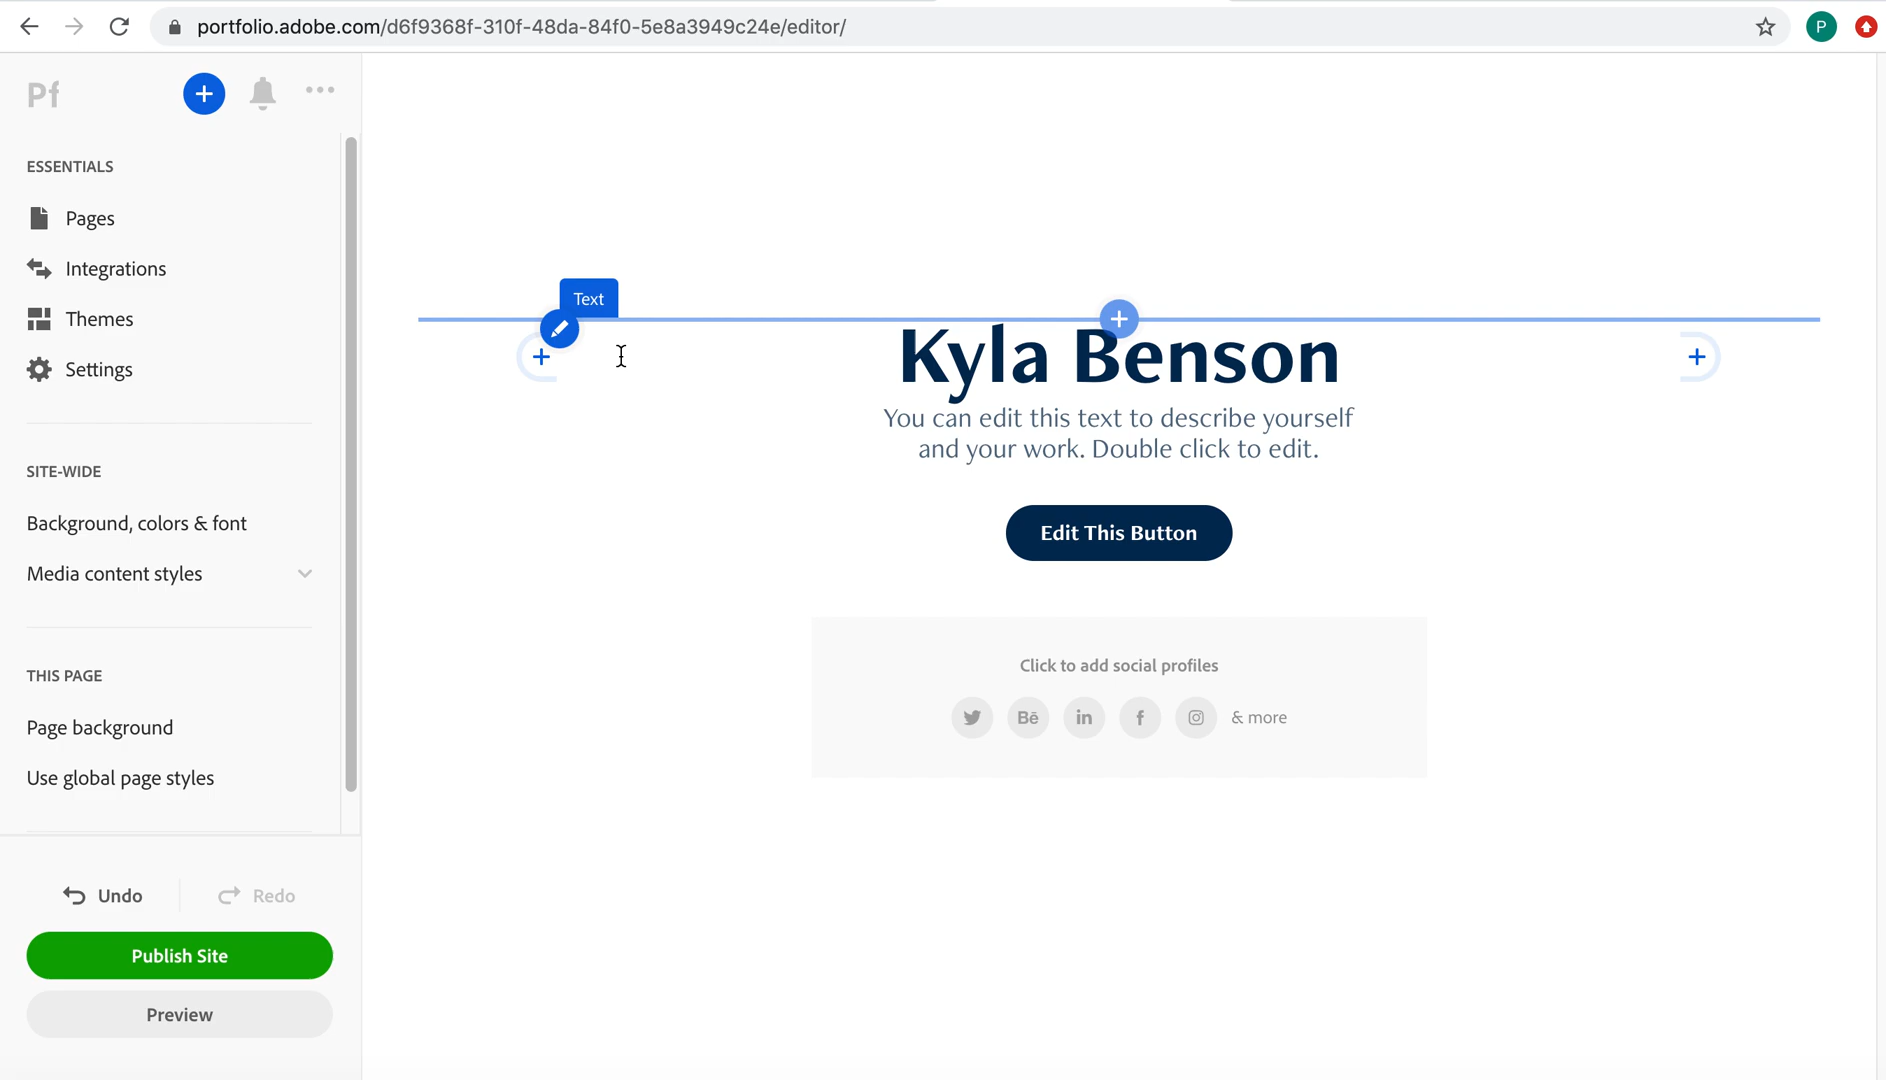 portfolio.adobe.com/d6f9368f-310f-48da-84f0-5e8a3949c24e/editor/
P
Pf
ESSENTIALS
Pages
Integrations
Themes
Settings
SITE-WIDE
Background, colors & font
Media content styles
THIS PAGE
Page background
Use global page styles
Undo
Redo
Publish Site
Preview
Text
Kyla Benson
You can edit this text to describe yourself
and your work. Double click to edit.
Edit This Button
Click to add social profiles
Bē
in
f
& more